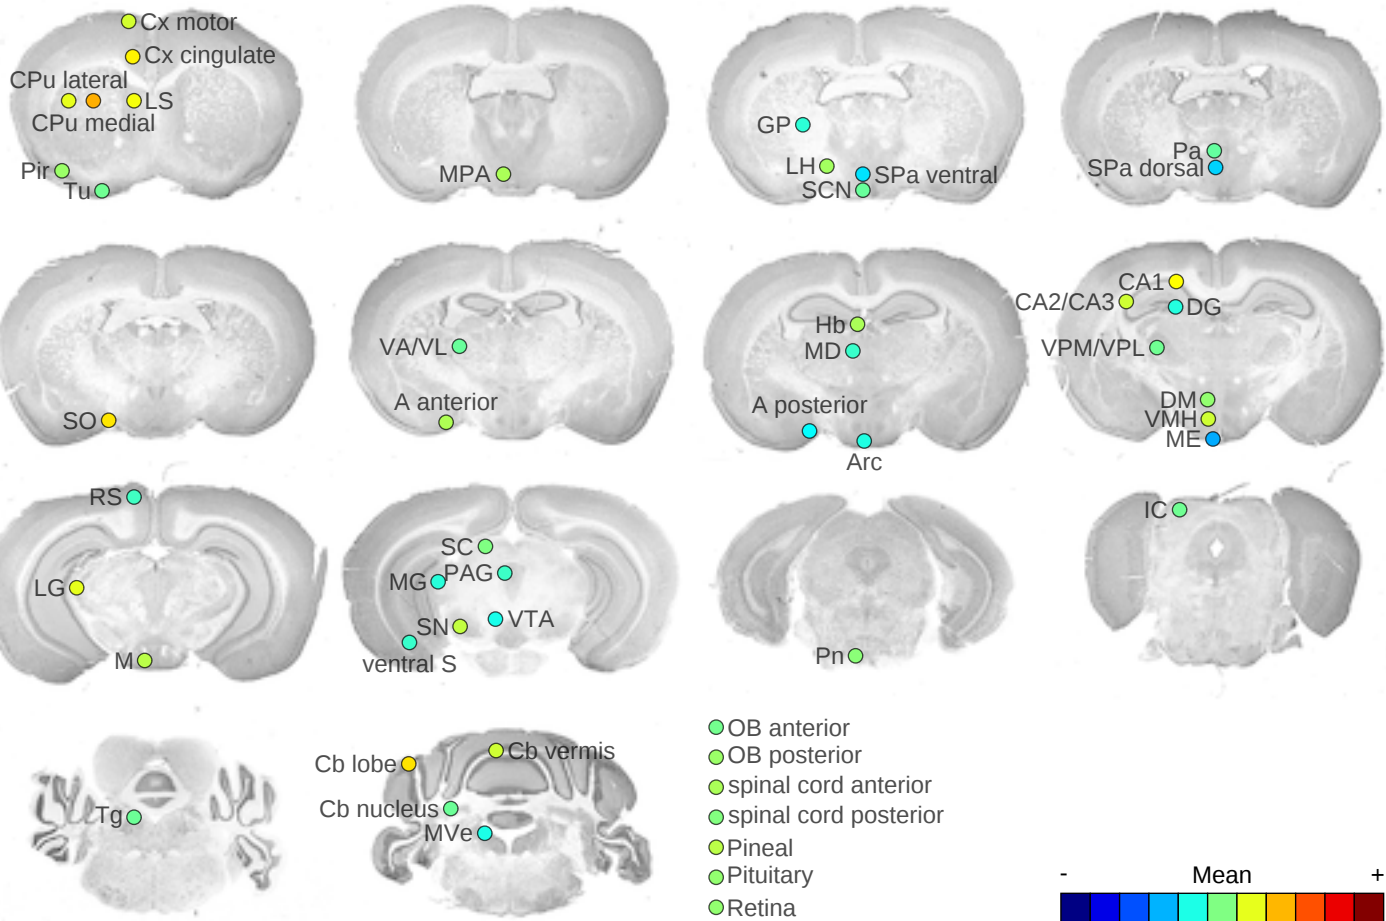 Cx motor
Cx cingulate
CPu lateral
LS
CPu medial
Pir
Tu
MPA
GP
LH
SPa ventral
SCN
Pa
SPa dorsal
SO
VA/VL
A anterior
Hb
MD
A posterior
Arc
CA1
CA2/CA3
DG
VPM/VPL
DM
VMH
ME
RS
LG
M
SC
MG
PAG
SN
VTA
ventral S
Pn
IC
Tg
Cb lobe
Cb vermis
Cb nucleus
MVe
OB anterior
OB posterior
spinal cord anterior
spinal cord posterior
Pineal
Pituitary
Retina
- Mean +